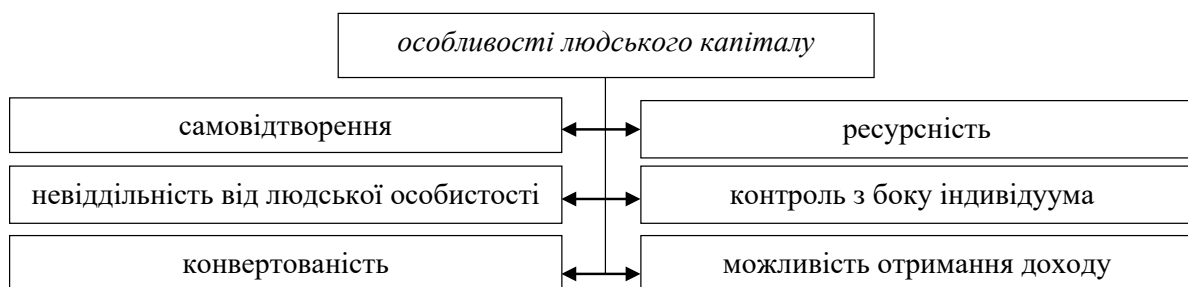 особливості людського капіталу
самовідтворення
ресурсність
невіддільність від людської особистості
контроль з боку індивідуума
конвертованість
можливість отримання доходу